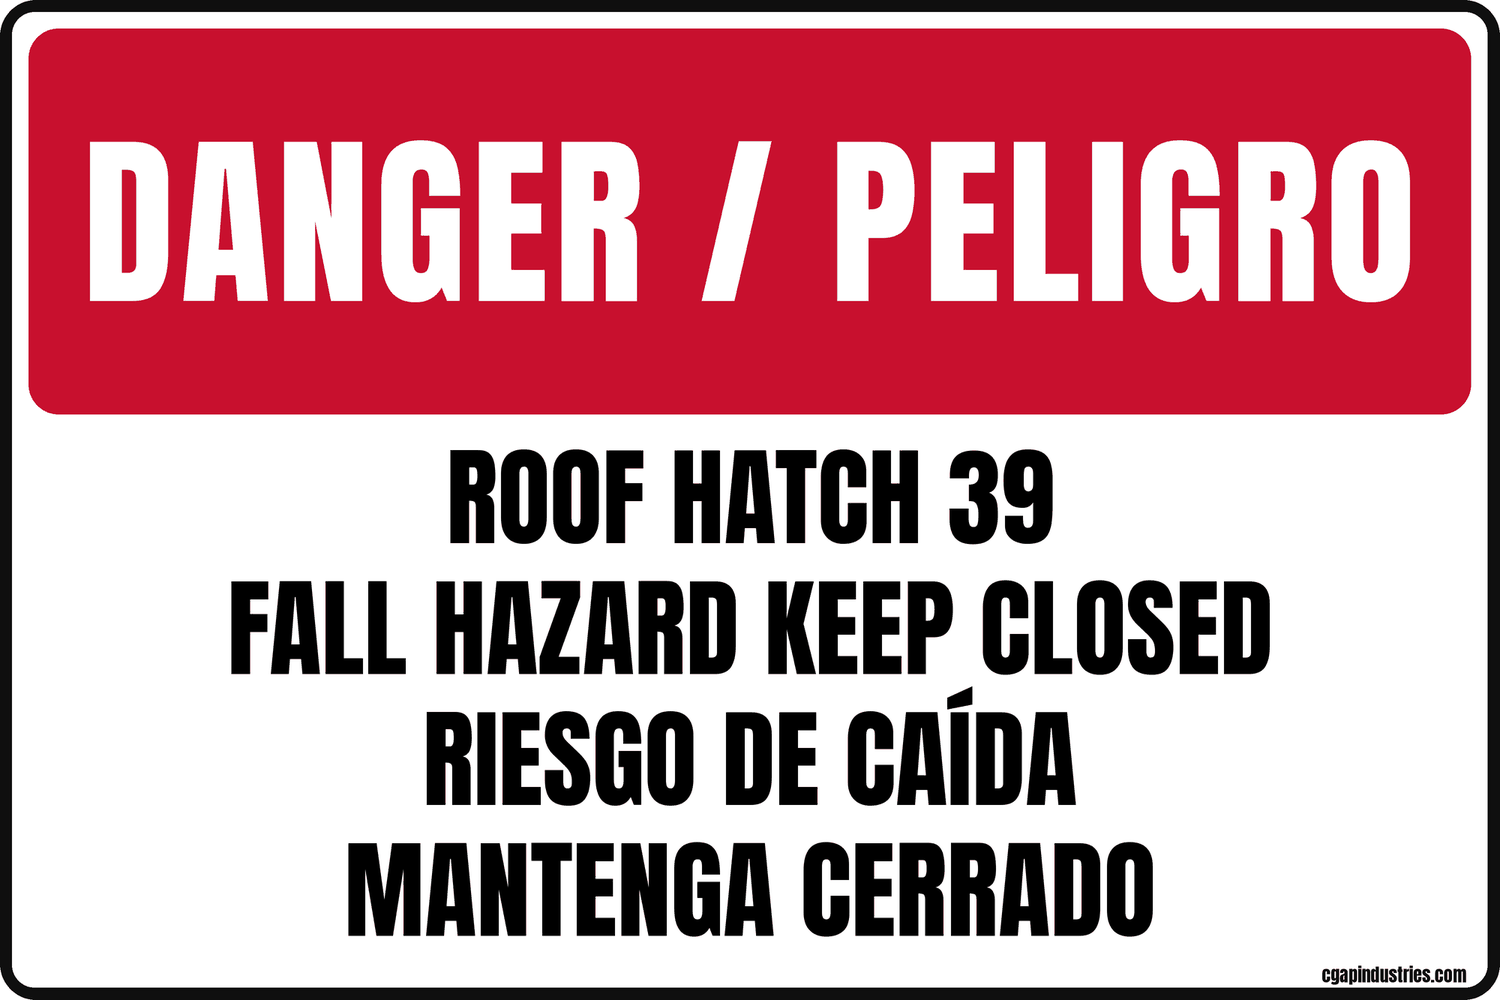 DANGER / PELIGRO
ROOF HATCH 39
FALL HAZARD KEEP CLOSED
RIESGO DE CAÍDA
MANTENGA CERRADO
cgapindustries.com